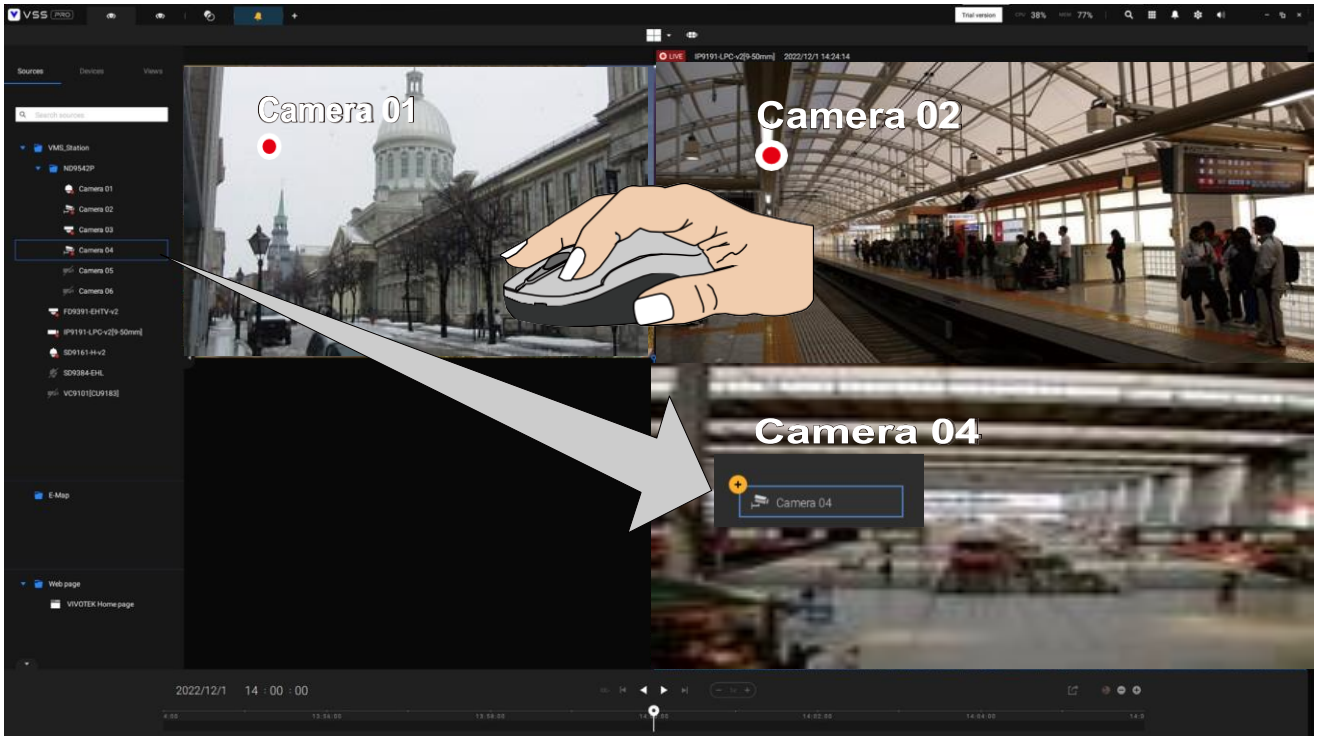 VSS PRO
+
Trial version CPU 38% MEM 77%
LIVE IP9191-LPC-v2[9-50mm] 2022/12/1 14:24:14
Sources Devices Views
Search sources
VMS_Station
ND9542P
Camera 01
Camera 02
Camera 03
Camera 04
Camera 05
Camera 06
FD9391-EHTV-v2
IP9191-LPC-v2[9-50mm]
SD9161-H-v2
SD9384-EHL
VC9101[CU9183]
E-Map
Web page
VIVOTEK Home page
Camera 01
Camera 02
Camera 04
Camera 04
2022/12/1 14 : 00 : 00
1x
13:56:00 13:58:00 14:02:00 14:04:00